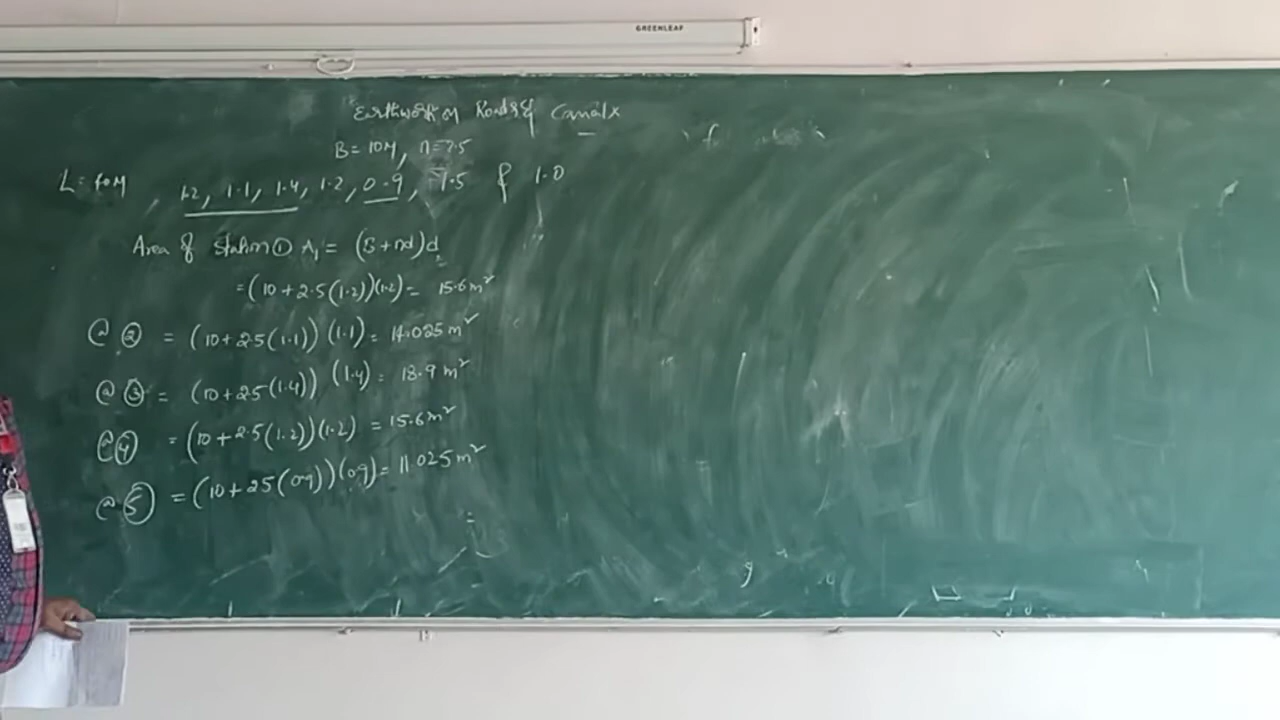 GREENLEAF
Earthwork on Roads & Canals
B = 10M, n = 2.5
L = 40M, 1.2, 1.1, 1.4, 1.2, 0.9, 1.5 & 1.0
Area of Station ① A₁ = (B+nd)d
= (10+2.5(1.2))(1.2) = 15.6 m²
@ ② = (10+2.5(1.1)) (1.1) = 14.025 m²
@ ③ = (10+2.5(1.4)) (1.4) = 18.9 m²
@ ④ = (10+2.5(1.2))(1.2) = 15.6 m²
@ ⑤ = (10+2.5(0.9))(0.9) = 11.025 m²